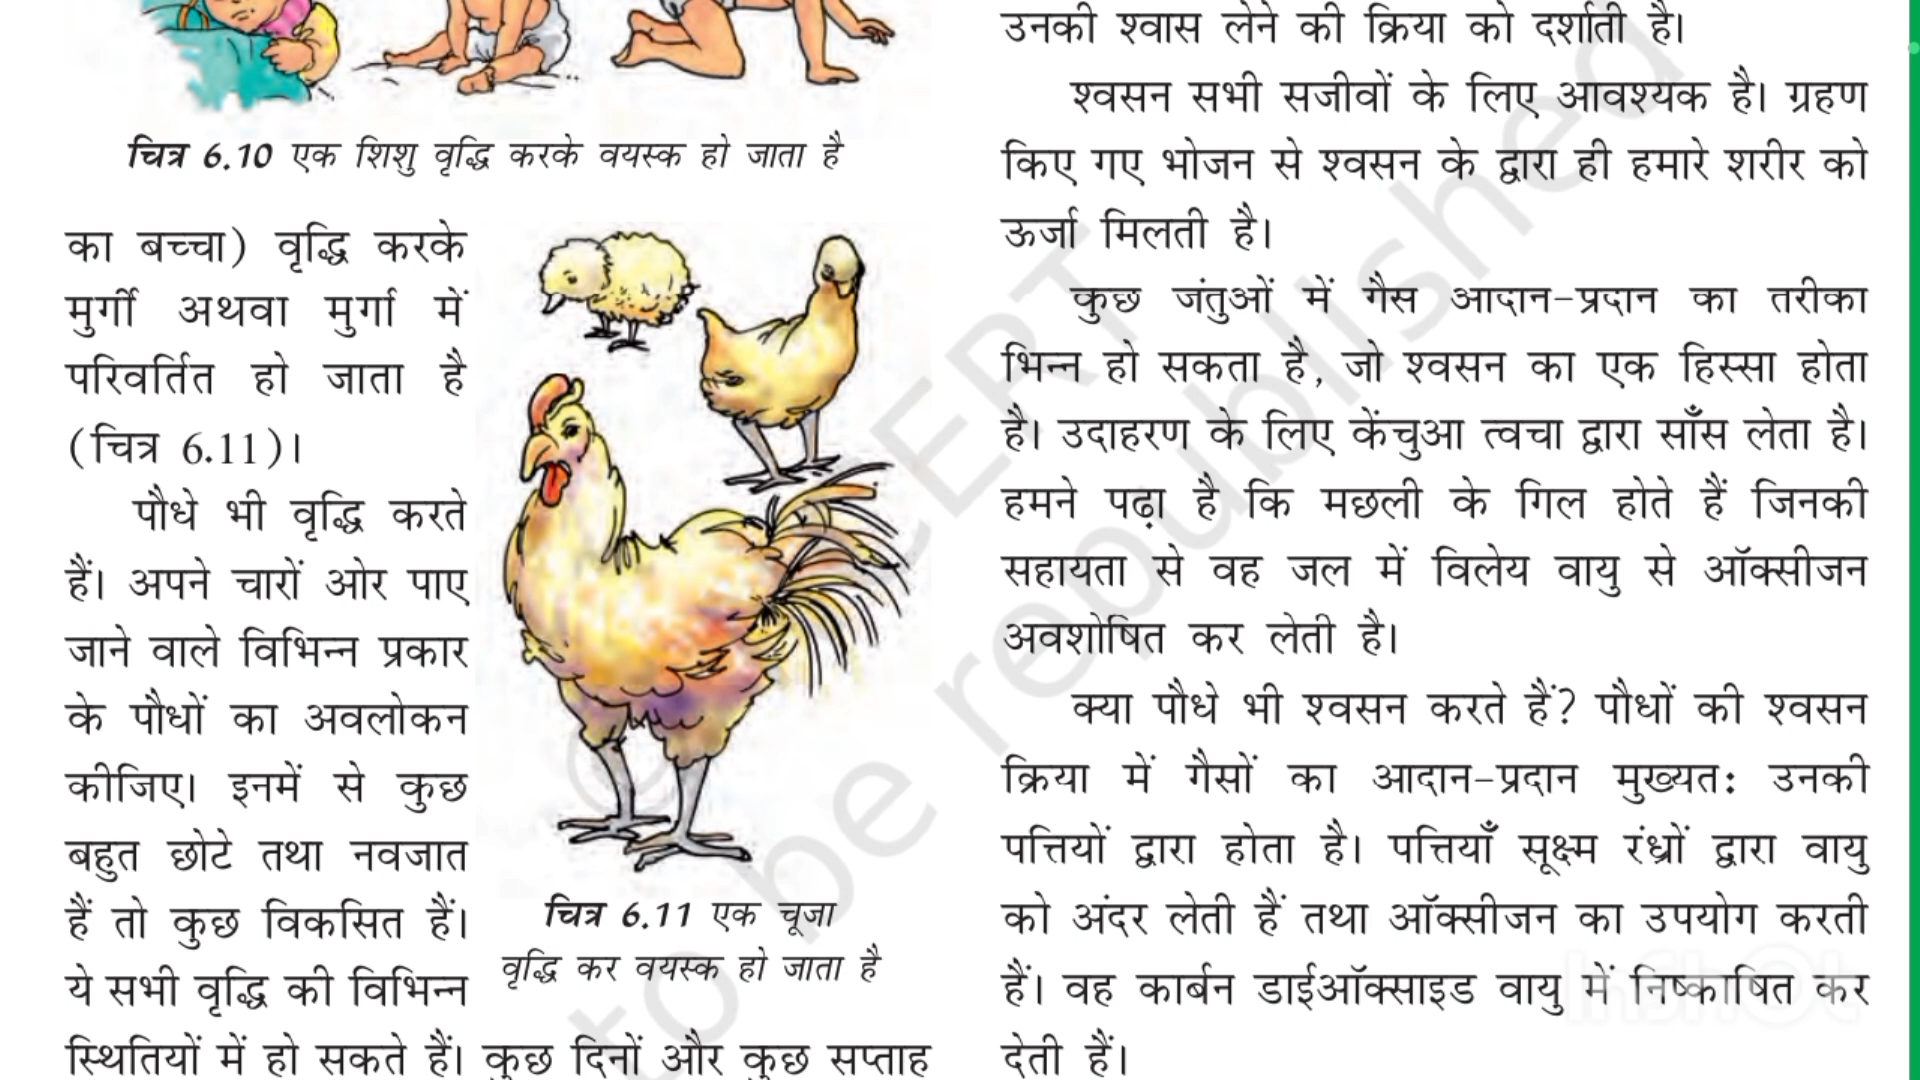 चित्र 6.10 एक शिशु वृद्धि करके वयस्क हो जाता है
का बच्चा) वृद्धि करके
मुर्गी अथवा मुर्गा में
परिवर्तित हो जाता है
(चित्र 6.11)।
पौधे भी वृद्धि करते
हैं। अपने चारों ओर पाए
जाने वाले विभिन्न प्रकार
के पौधों का अवलोकन
कीजिए। इनमें से कुछ
बहुत छोटे तथा नवजात
हैं तो कुछ विकसित हैं।
ये सभी वृद्धि की विभिन्न
स्थितियों में हो सकते हैं। कुछ दिनों और कुछ सप्ताह
चित्र 6.11 एक चूजा
वृद्धि कर वयस्क हो जाता है
उनकी श्वास लेने की क्रिया को दर्शाती है।
श्वसन सभी सजीवों के लिए आवश्यक है। ग्रहण
किए गए भोजन से श्वसन के द्वारा ही हमारे शरीर को
ऊर्जा मिलती है।
कुछ जंतुओं में गैस आदान-प्रदान का तरीका
भिन्न हो सकता है, जो श्वसन का एक हिस्सा होता
है। उदाहरण के लिए केंचुआ त्वचा द्वारा साँस लेता है।
हमने पढ़ा है कि मछली के गिल होते हैं जिनकी
सहायता से वह जल में विलेय वायु से ऑक्सीजन
अवशोषित कर लेती है।
क्या पौधे भी श्वसन करते हैं? पौधों की श्वसन
क्रिया में गैसों का आदान-प्रदान मुख्यतः उनकी
पत्तियों द्वारा होता है। पत्तियाँ सूक्ष्म रंध्रों द्वारा वायु
को अंदर लेती हैं तथा ऑक्सीजन का उपयोग करती
हैं। वह कार्बन डाईऑक्साइड वायु में निष्काषित कर
देती हैं।
to be republished
InShOt